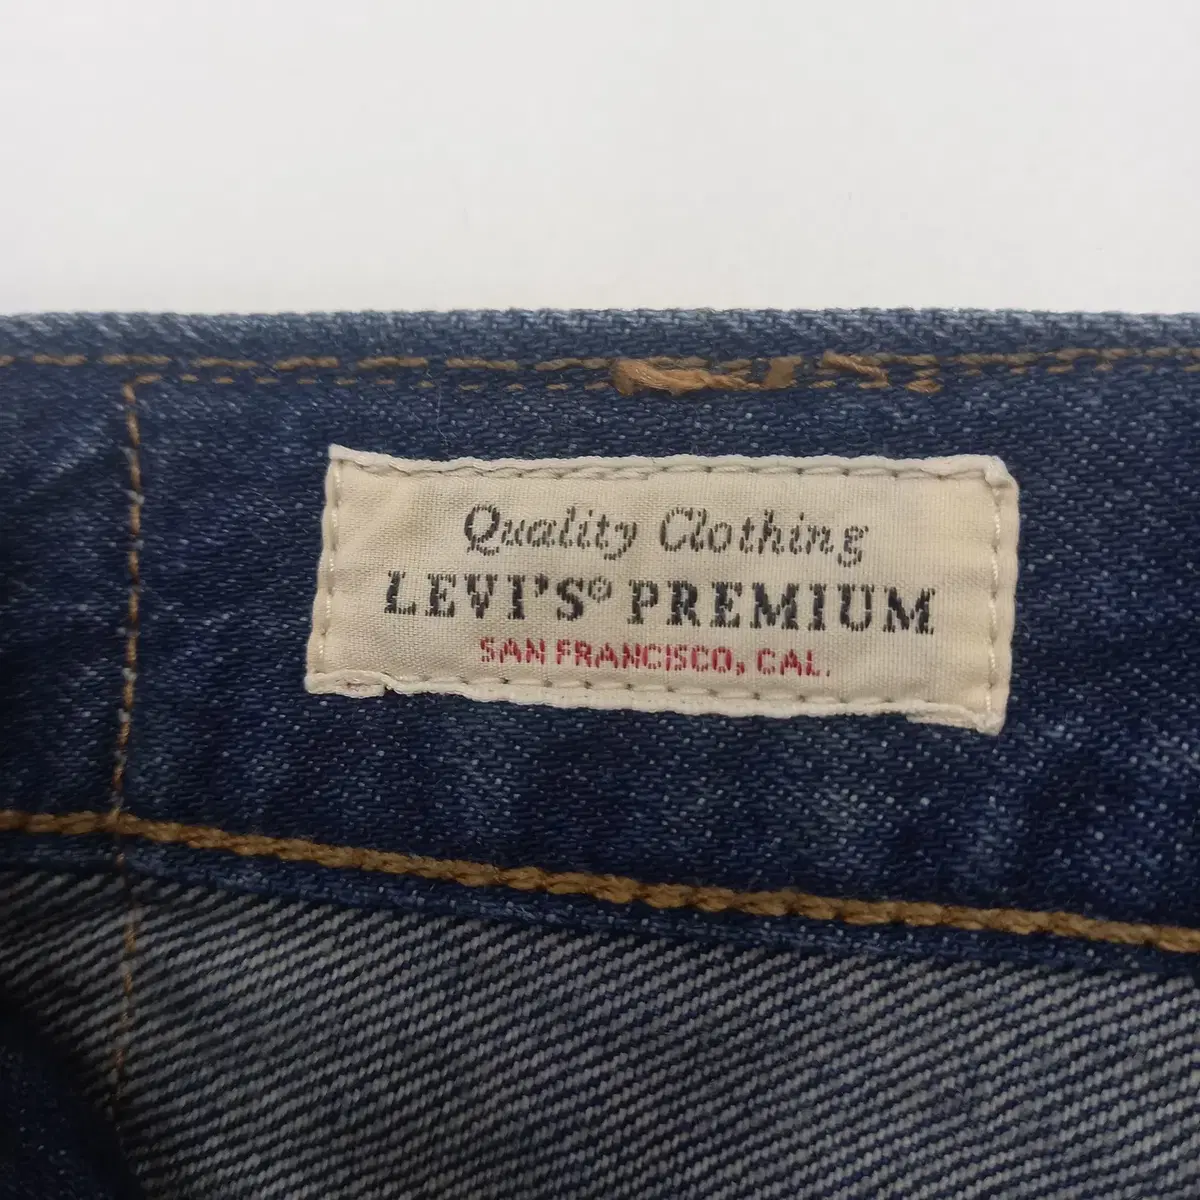 Quality Clothing
LEVI'S® PREMIUM
SAN FRANCISCO, CAL.